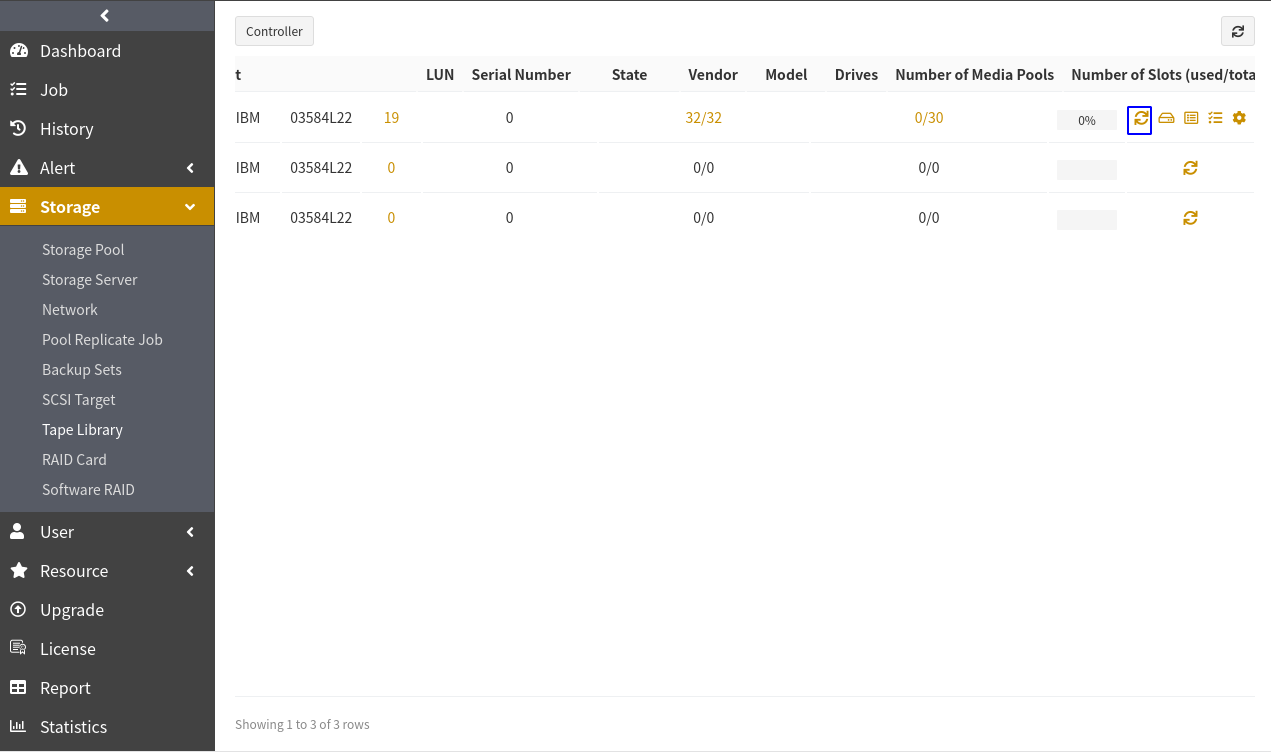 Dashboard
Job
History
Alert
Storage
Storage Pool
Storage Server
Network
Pool Replicate Job
Backup Sets
SCSI Target
Tape Library
RAID Card
Software RAID
User
Resource
Upgrade
License
Report
Statistics
Controller
t LUN Serial Number State Vendor Model Drives Number of Media Pools Number of Slots (used/tota
IBM 03584L22 19 0 32/32 0/30 0%
IBM 03584L22 0 0 0/0 0/0
IBM 03584L22 0 0 0/0 0/0
Showing 1 to 3 of 3 rows